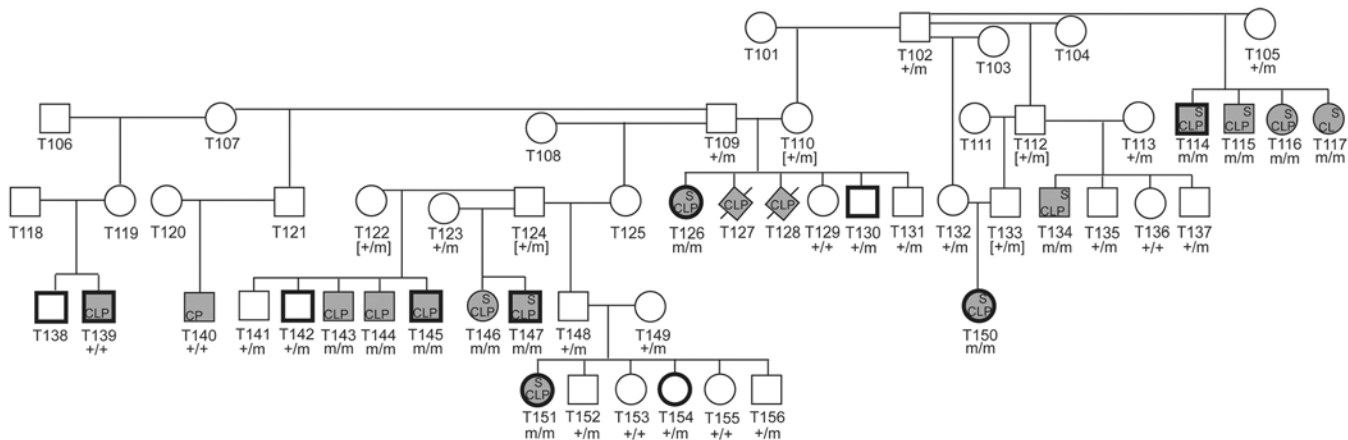 T101
T102
+/m
T103
T104
T105
+/m
T106
T107
T108
T109
+/m
T110
[+/m]
T111
T112
[+/m]
T113
+/m
S
CLP
T114
m/m
S
CLP
T115
m/m
S
CLP
T116
m/m
S
CL
T117
m/m
T118
T119
T120
T121
T122
[+/m]
T123
+/m
T124
[+/m]
T125
S
CLP
T126
m/m
CLP
T127
CLP
T128
T129
+/+
T130
+/m
T131
+/m
T132
+/m
T133
[+/m]
S
CLP
T134
m/m
T135
+/m
T136
+/+
T137
+/m
T138
CLP
T139
+/+
CP
T140
+/+
T141
+/m
T142
+/m
CLP
T143
m/m
CLP
T144
m/m
CLP
T145
m/m
S
CLP
T146
m/m
S
CLP
T147
m/m
T148
+/m
T149
+/m
S
CLP
T150
m/m
S
CLP
T151
m/m
T152
+/m
T153
+/+
T154
+/m
T155
+/+
T156
+/m